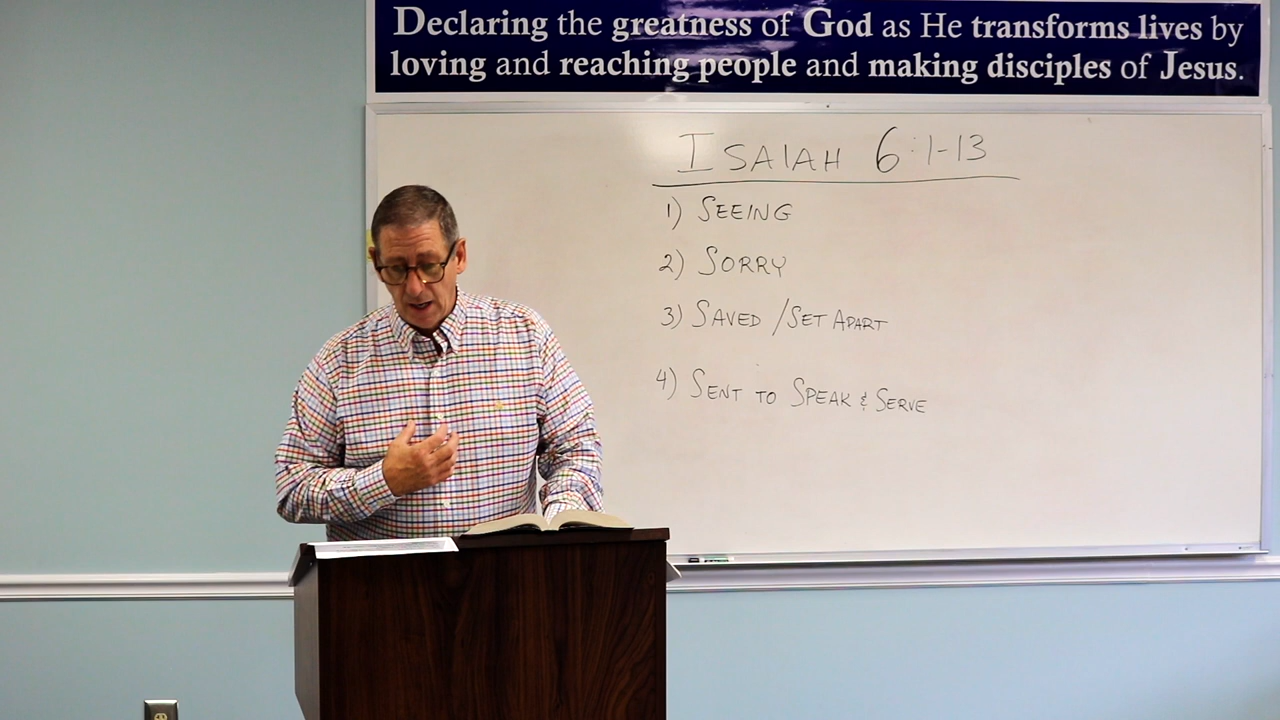 Declaring the greatness of God as He transforms lives by
loving and reaching people and making disciples of Jesus.
ISAIAH 6:1-13
1) SEEING
2) SORRY
3) SAVED / SET APART
4) SENT TO SPEAK & SERVE